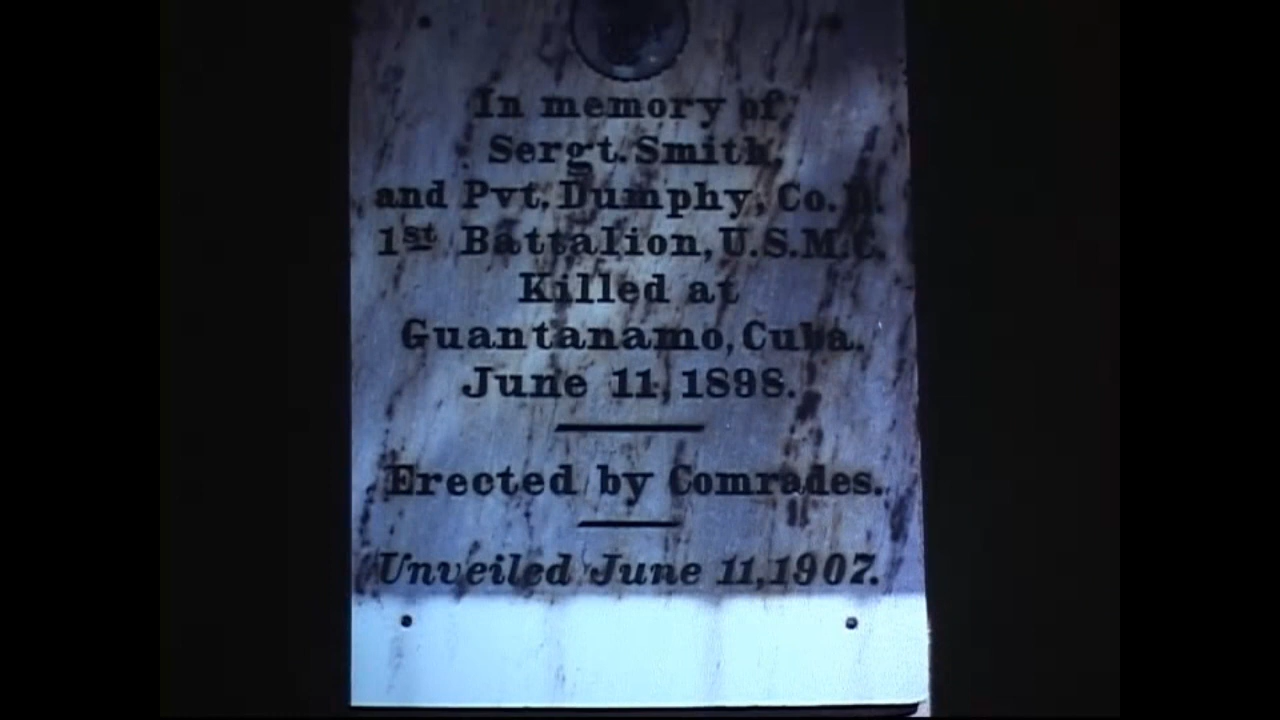 In memory of
Sergt. Smith,
and Pvt. Dumphy, Co. D.
1st Battalion, U.S.M.C.
Killed at
Guantanamo, Cuba.
June 11, 1898.
Erected by Comrades.
Unveiled June 11, 1907.